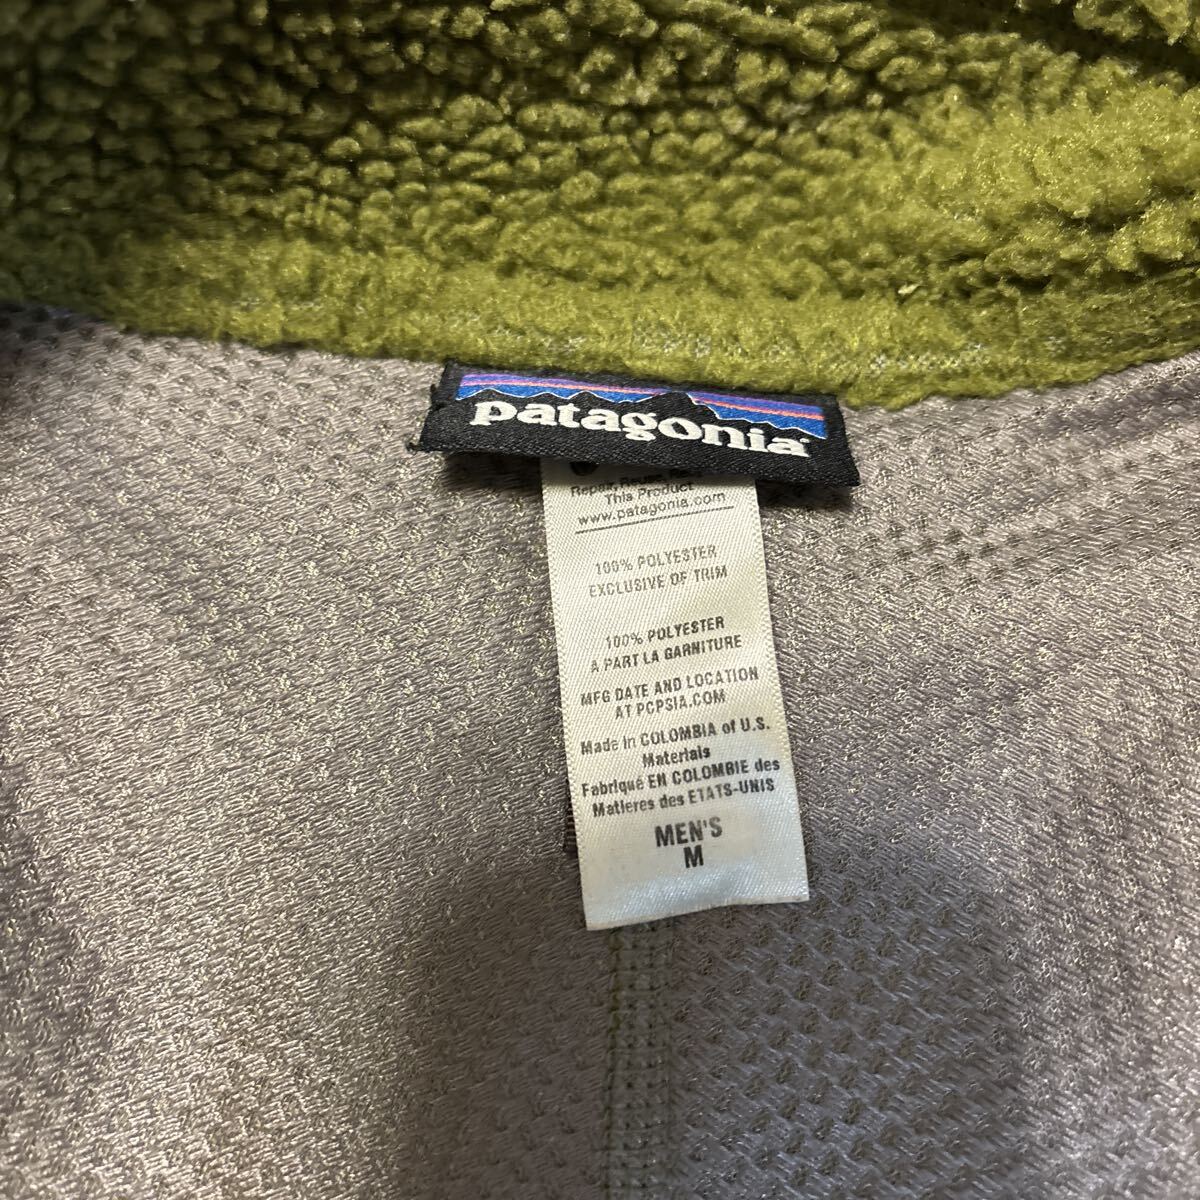 patagonia
Repair, Reuse,
This Product
www.patagonia.com
100% POLYESTER
EXCLUSIVE OF TRIM
100% POLYESTER
A PART LA GARNITURE
MFG DATE AND LOCATION
AT PCPSIA.COM
Made in COLOMBIA of U.S.
Materials
Fabriqué EN COLOMBIE des
Matieres des ETATS-UNIS
MEN'S
M